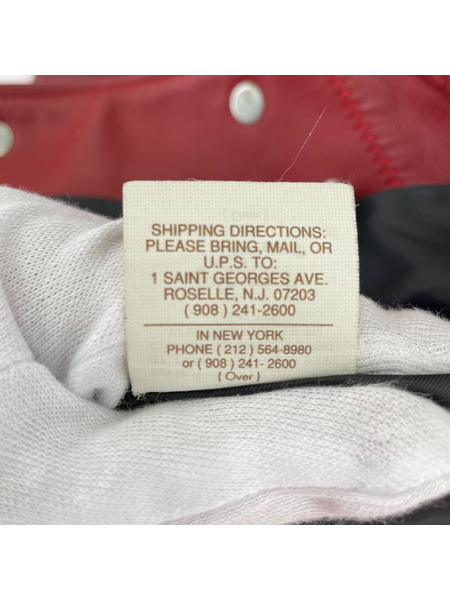 ( Over )
SHIPPING DIRECTIONS:
PLEASE BRING, MAIL, OR
U.P.S. TO:
1 SAINT GEORGES AVE.
ROSELLE, N.J. 07203
( 908 ) 241-2600
IN NEW YORK
PHONE ( 212 ) 564-8980
or ( 908 ) 241- 2600
( Over )